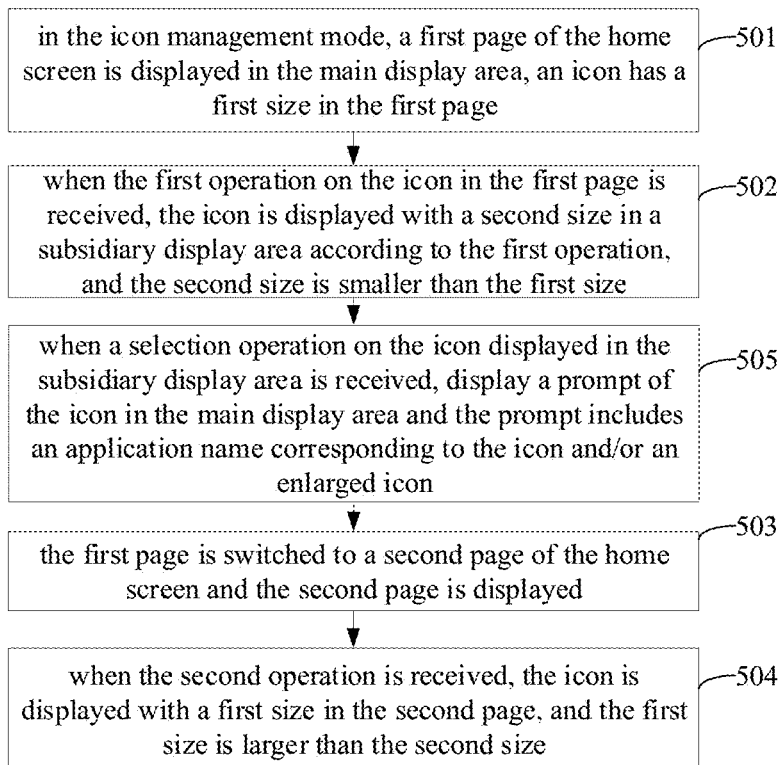 in the icon management mode, a first page of the home
screen is displayed in the main display area, an icon has a
first size in the first page
501
when the first operation on the icon in the first page is
received, the icon is displayed with a second size in a
subsidiary display area according to the first operation,
and the second size is smaller than the first size
502
when a selection operation on the icon displayed in the
subsidiary display area is received, display a prompt of
the icon in the main display area and the prompt includes
an application name corresponding to the icon and/or an
enlarged icon
505
the first page is switched to a second page of the home
screen and the second page is displayed
503
when the second operation is received, the icon is
displayed with a first size in the second page, and the first
size is larger than the second size
504